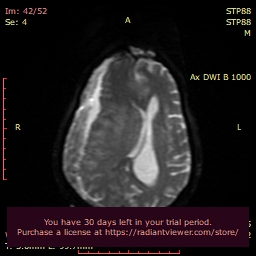 Im: 42/52
Se: 4
STP88
STP88
M
A
Ax DWI B 1000
R
L
You have 30 days left in your trial period.
Purchase a license at https://radiantviewer.com/store/